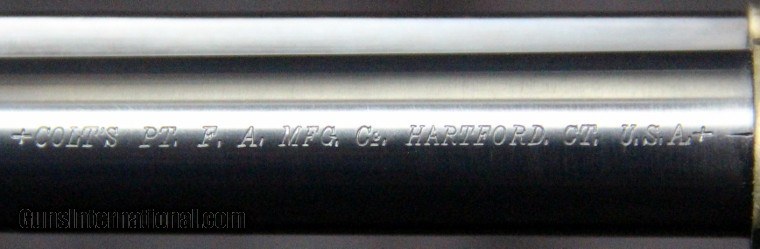 +COLT'S PT. F. A. MFG. Co. HARTFORD. CT. U.S.A.+
GunsInternational.com